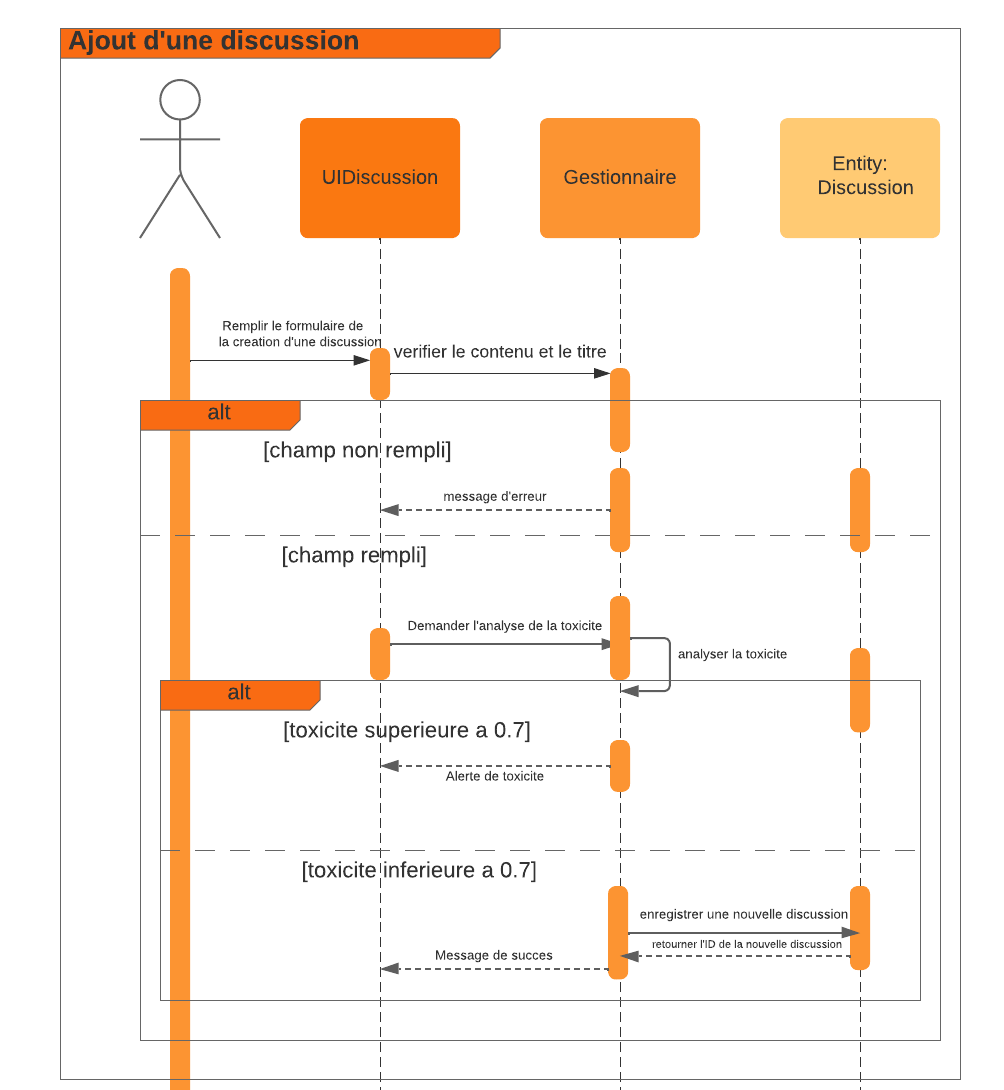 Ajout d'une discussion
UIDiscussion
Gestionnaire
Entity:
Discussion
Remplir le formulaire de
la creation d'une discussion
verifier le contenu et le titre
alt
[champ non rempli]
message d'erreur
[champ rempli]
Demander l'analyse de la toxicite
analyser la toxicite
alt
[toxicite superieure a 0.7]
Alerte de toxicite
[toxicite inferieure a 0.7]
enregistrer une nouvelle discussion
retourner l'ID de la nouvelle discussion
Message de succes